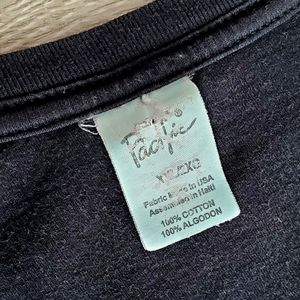 Pacific®
Fabric Made in USA
Assembled in Haiti
100% COTTON
100% ALGODON